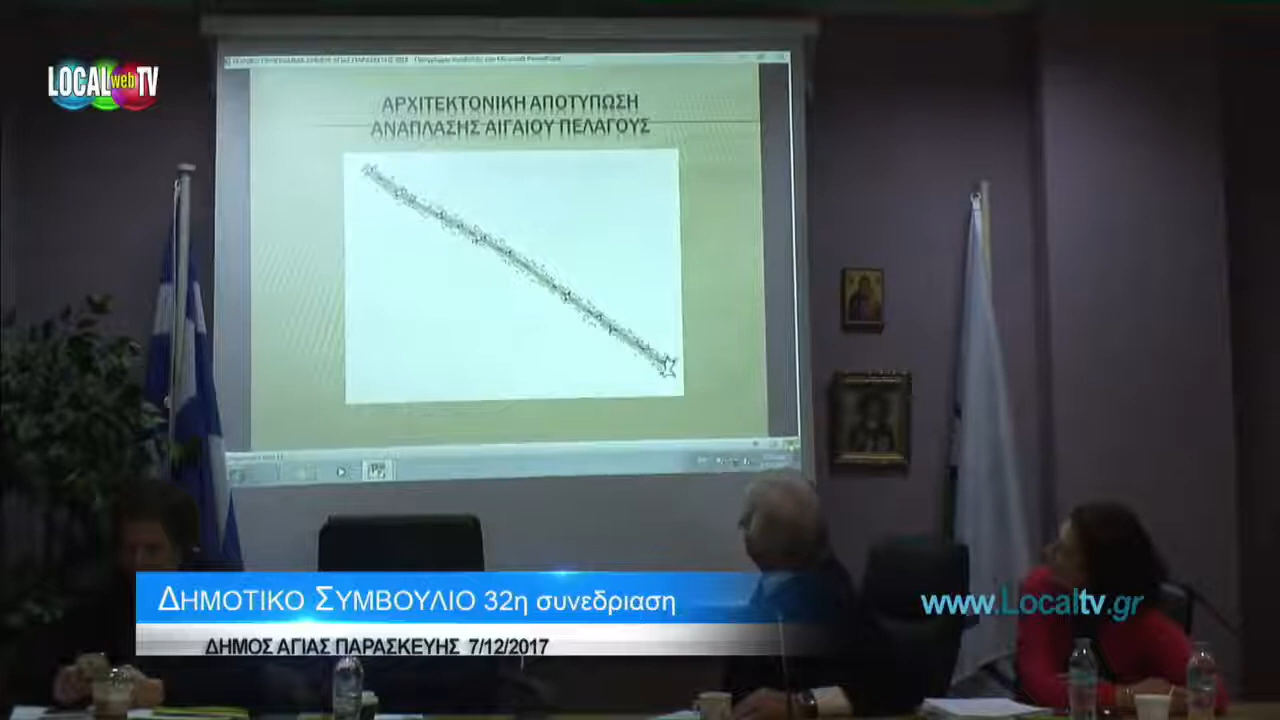 LOCAL web TV
ΑΡΧΙΤΕΚΤΟΝΙΚΗ ΑΠΟΤΥΠΩΣΗ
ΑΝΑΠΛΑΣΗΣ ΑΙΓΑΙΟΥ ΠΕΛΑΓΟΥΣ
ΔΗΜΟΤΙΚΟ ΣΥΜΒΟΥΛΙΟ 32η συνεδριαση
www.Localtv.gr
ΔΗΜΟΣ ΑΓΙΑΣ ΠΑΡΑΣΚΕΥΗΣ 7/12/2017